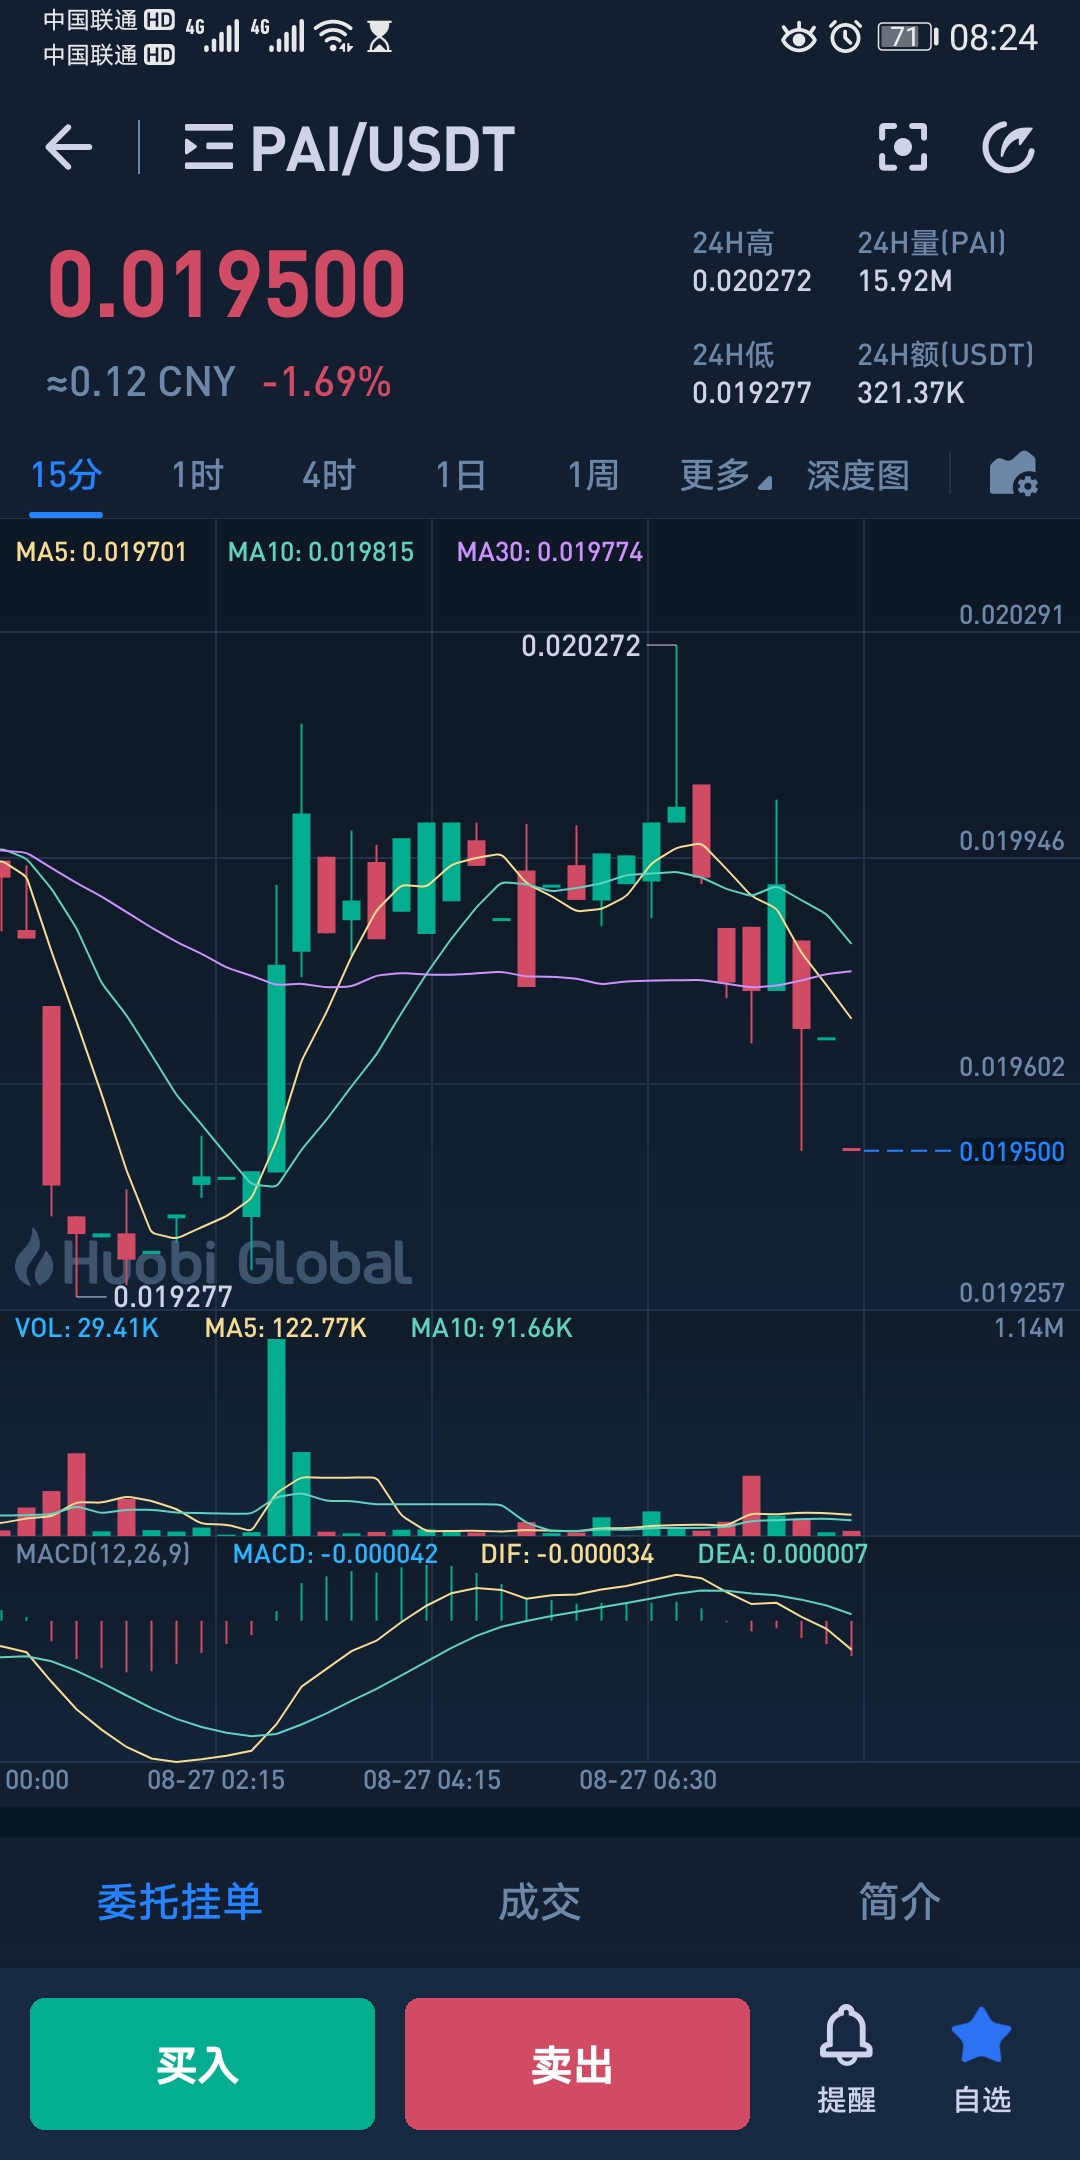 中国联通 HD 4G 4G 71 08:24
中国联通 HD
PAI/USDT
0.019500
≈0.12 CNY -1.69%
24H高 24H量(PAI)
0.020272 15.92M
24H低 24H额(USDT)
0.019277 321.37K
15分 1时 4时 1日 1周 更多 深度图
MA5: 0.019701 MA10: 0.019815 MA30: 0.019774
0.020291
0.020272
0.019946
0.019602
0.019500
Huobi Global
0.019277
0.019257
VOL: 29.41K MA5: 122.77K MA10: 91.66K 1.14M
MACD(12,26,9) MACD: -0.000042 DIF: -0.000034 DEA: 0.000007
00:00 08-27 02:15 08-27 04:15 08-27 06:30
委托挂单 成交 简介
买入 卖出 提醒 自选